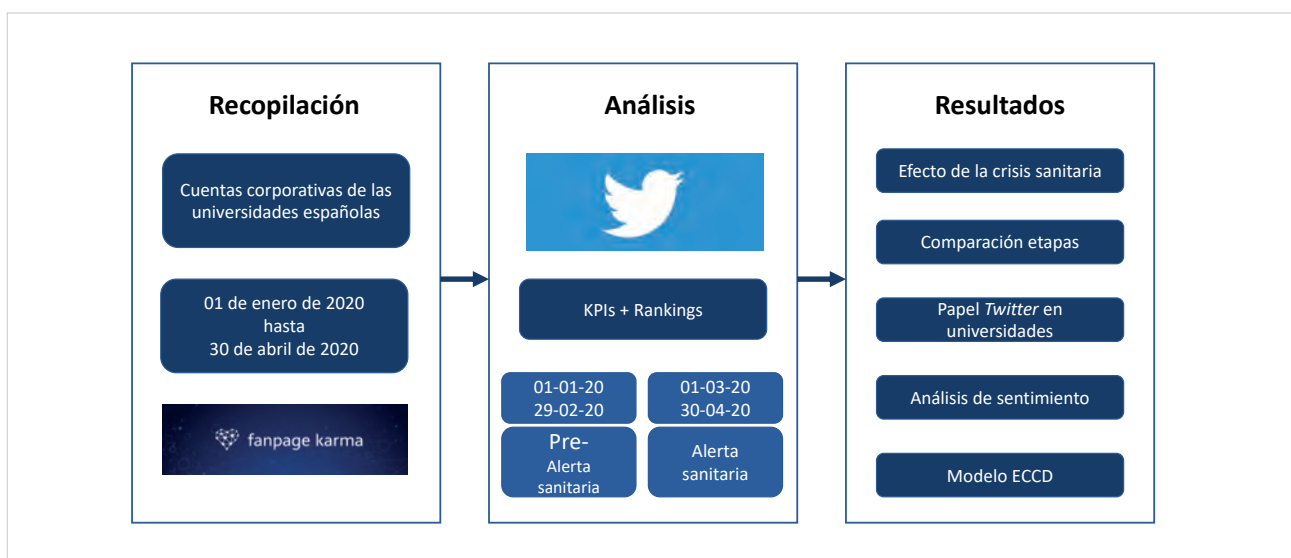 Recopilación
Cuentas corporativas de las
universidades españolas
01 de enero de 2020
hasta
30 de abril de 2020
fanpage karma
Análisis
KPIs + Rankings
01-01-20
29-02-20
Pre-
Alerta
sanitaria
01-03-20
30-04-20
Alerta
sanitaria
Resultados
Efecto de la crisis sanitaria
Comparación etapas
Papel Twitter en
universidades
Análisis de sentimiento
Modelo ECCD